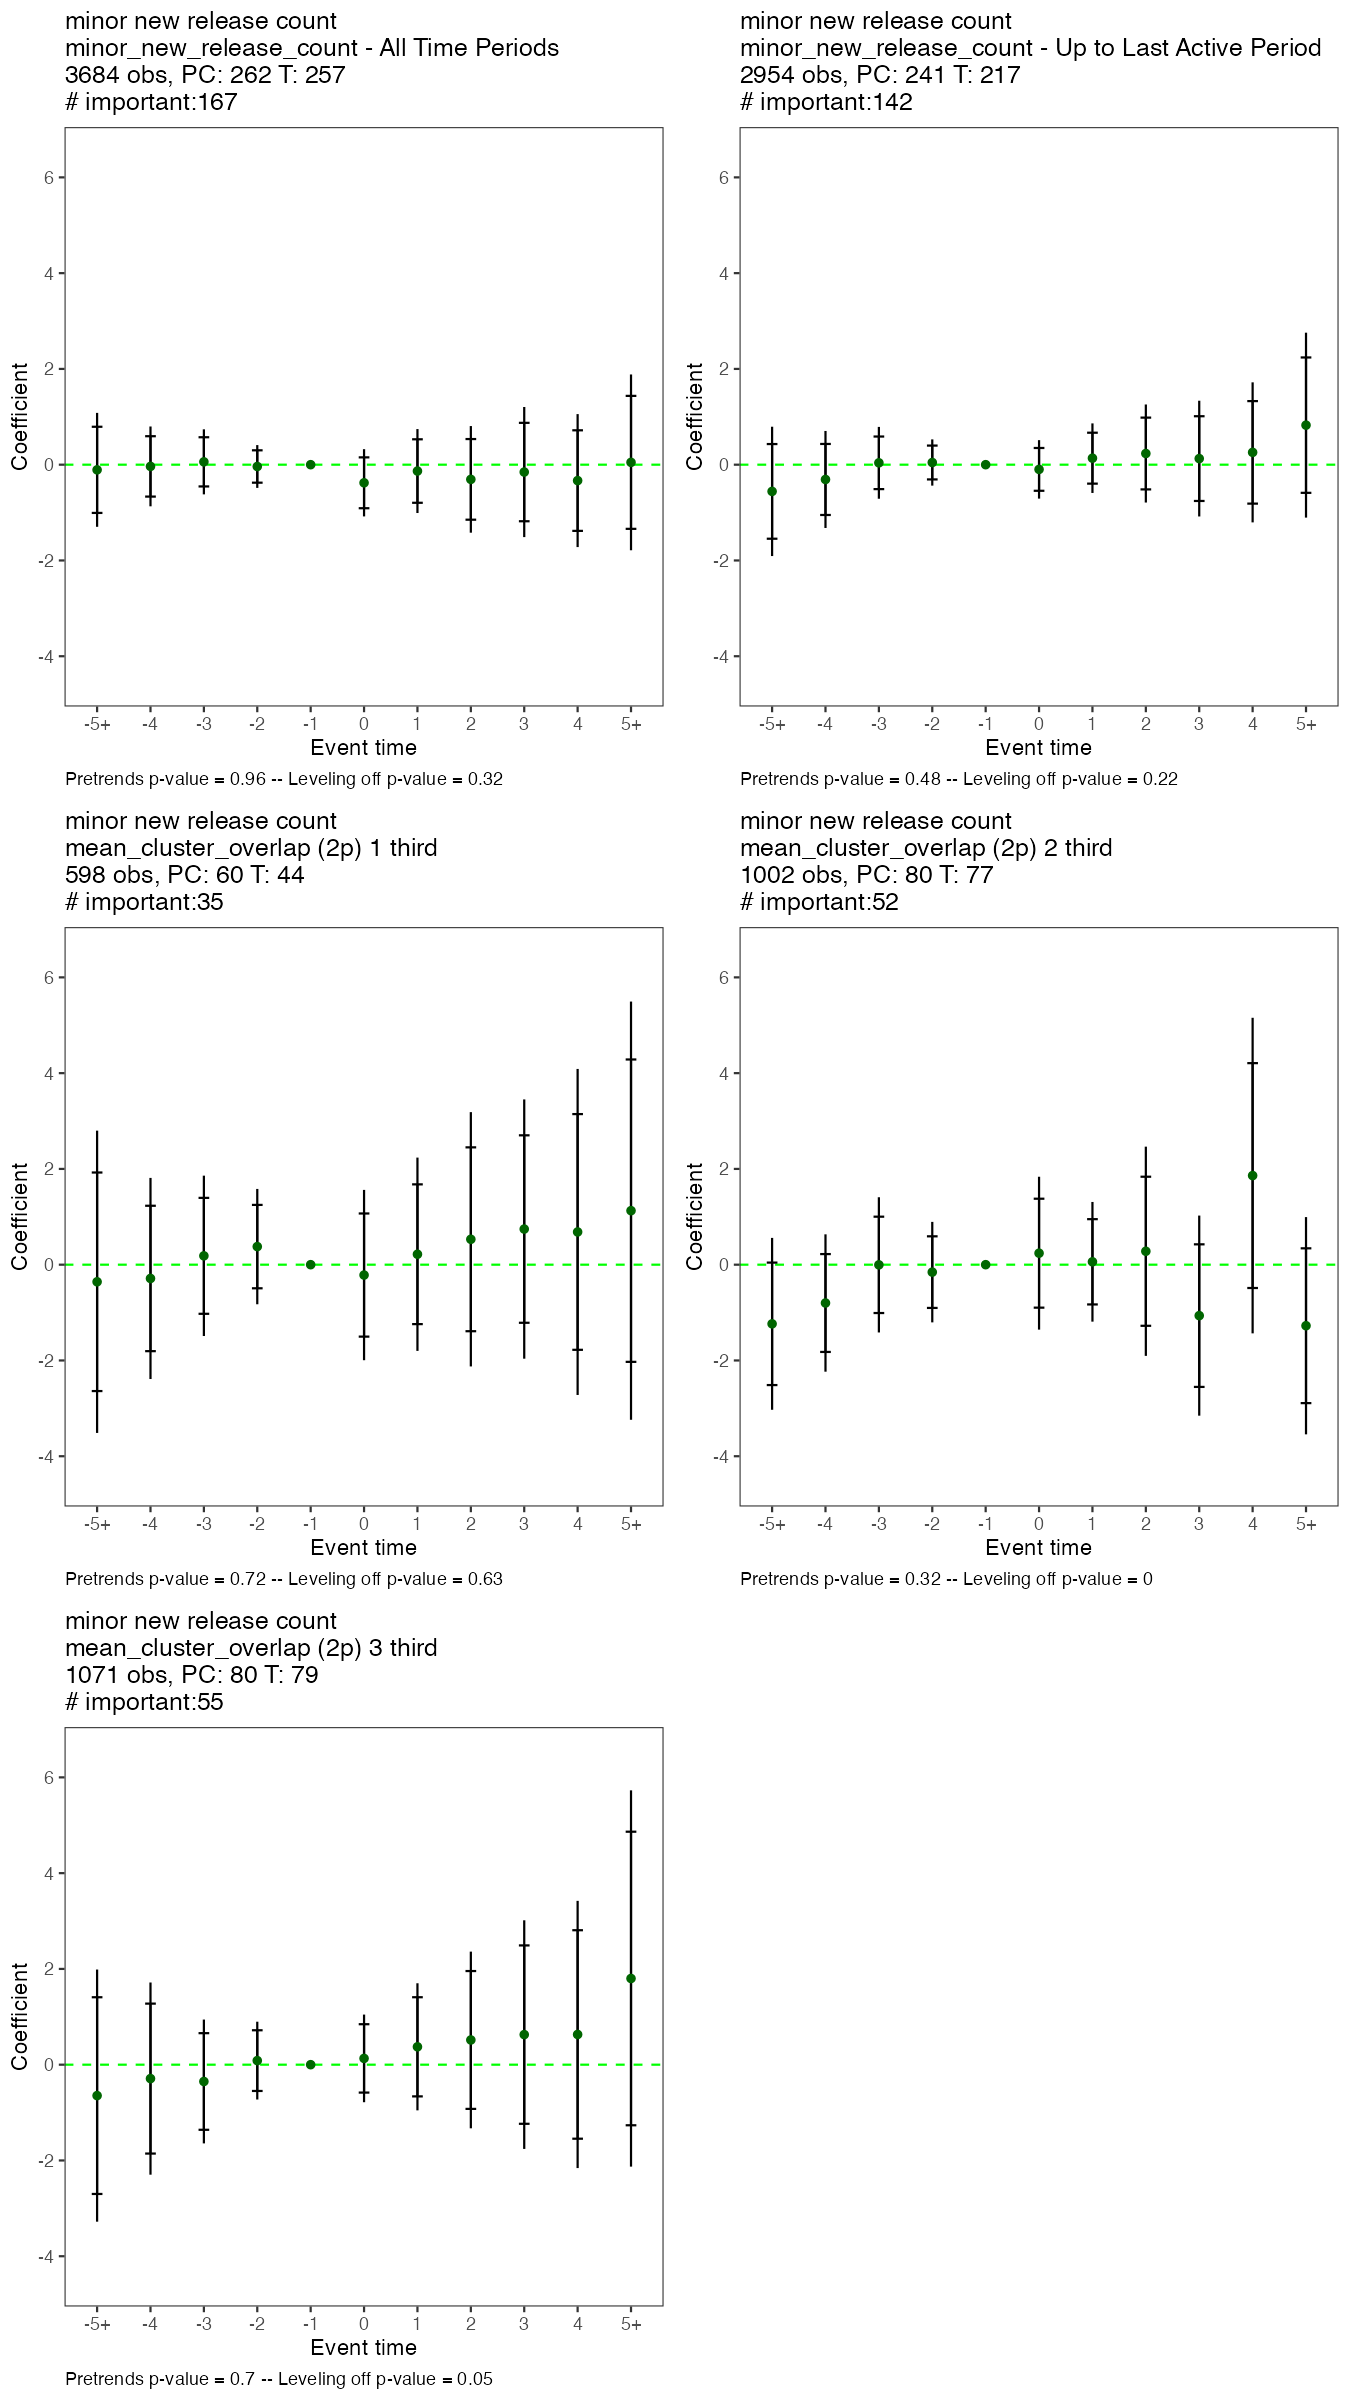 minor new release count
minor_new_release_count - All Time Periods
3684 obs, PC: 262 T: 257
# important:167
6
4
2
0
-2
-4
Coefficient
-5+ -4 -3 -2 -1 0 1 2 3 4 5+
Event time
Pretrends p-value = 0.96 -- Leveling off p-value = 0.32
minor new release count
minor_new_release_count - Up to Last Active Period
2954 obs, PC: 241 T: 217
# important:142
6
4
2
0
-2
-4
Coefficient
-5+ -4 -3 -2 -1 0 1 2 3 4 5+
Event time
Pretrends p-value = 0.48 -- Leveling off p-value = 0.22
minor new release count
mean_cluster_overlap (2p) 1 third
598 obs, PC: 60 T: 44
# important:35
6
4
2
0
-2
-4
Coefficient
-5+ -4 -3 -2 -1 0 1 2 3 4 5+
Event time
Pretrends p-value = 0.72 -- Leveling off p-value = 0.63
minor new release count
mean_cluster_overlap (2p) 2 third
1002 obs, PC: 80 T: 77
# important:52
6
4
2
0
-2
-4
Coefficient
-5+ -4 -3 -2 -1 0 1 2 3 4 5+
Event time
Pretrends p-value = 0.32 -- Leveling off p-value = 0
minor new release count
mean_cluster_overlap (2p) 3 third
1071 obs, PC: 80 T: 79
# important:55
6
4
2
0
-2
-4
Coefficient
-5+ -4 -3 -2 -1 0 1 2 3 4 5+
Event time
Pretrends p-value = 0.7 -- Leveling off p-value = 0.05